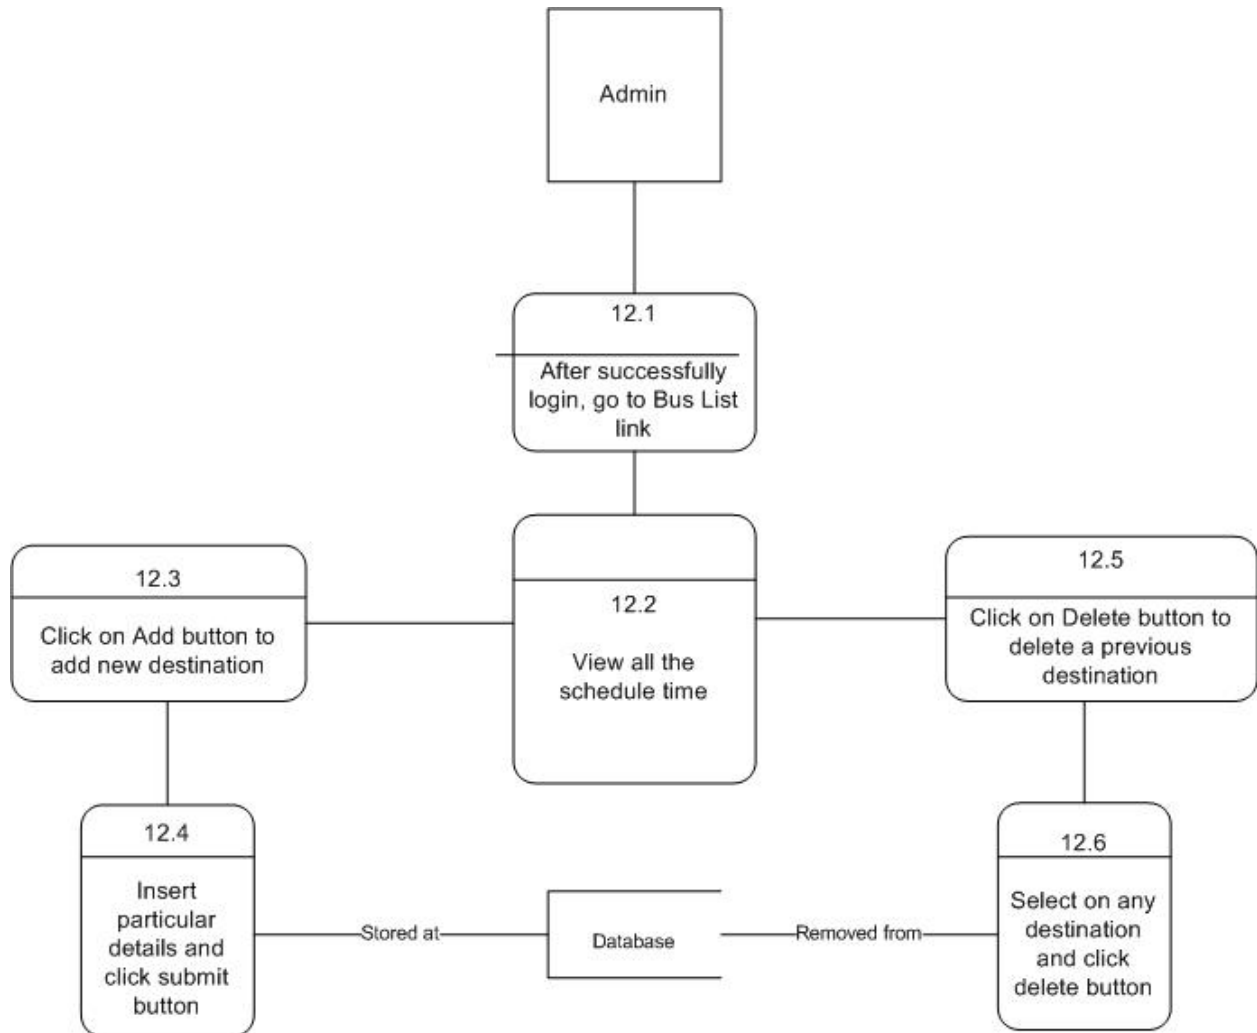 Admin
12.1
After successfully
login, go to Bus List
link
12.2
View all the
schedule time
12.3
Click on Add button to
add new destination
12.5
Click on Delete button to
delete a previous
destination
12.4
Insert
particular
details and
click submit
button
Stored at
Database
Removed from
12.6
Select on any
destination
and click
delete button